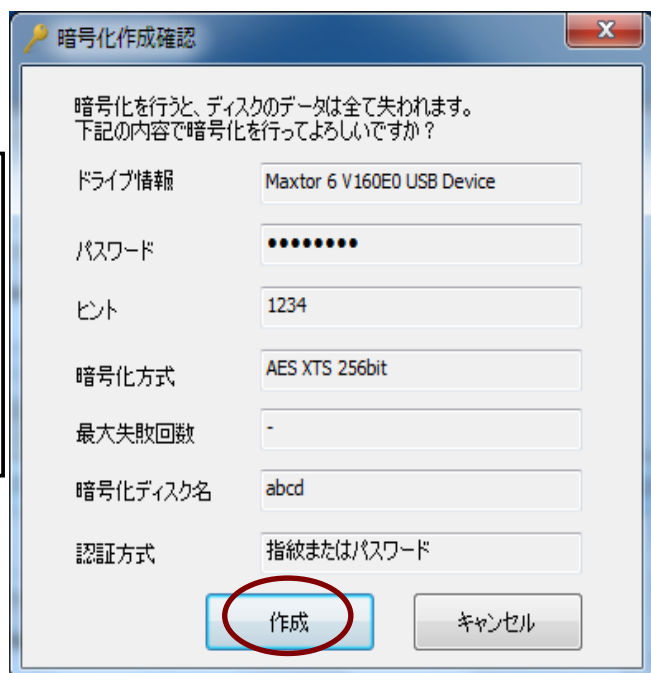 暗号化作成確認
暗号化を行うと、ディスクのデータは全て失われます。
下記の内容で暗号化を行ってよろしいですか？
ドライブ情報 Maxtor 6 V160E0 USB Device
パスワード ●●●●●●●●
ヒント 1234
暗号化方式 AES XTS 256bit
最大失敗回数 -
暗号化ディスク名 abcd
認証方式 指紋またはパスワード
作成 キャンセル